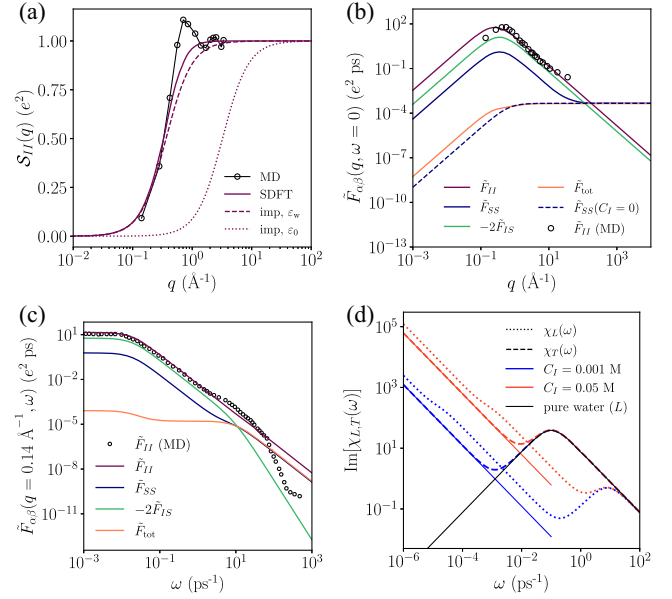 (a)
1.00
0.75
0.50
0.25
0.00
S_II(q) (e²)
MD
SDFT
imp, ε_w
imp, ε_0
10⁻² 10⁻¹ 10⁰ 10¹ 10²
q (Å⁻¹)
(b)
10²
10⁻¹
10⁻⁴
10⁻⁷
10⁻¹⁰
10⁻¹³
F̃_αβ(q, ω = 0) (e² ps)
F̃_II
F̃_SS
−2F̃_IS
F̃_tot
F̃_SS(C_I = 0)
F̃_II (MD)
10⁻³ 10⁻¹ 10¹ 10³
q (Å⁻¹)
(c)
10¹
10⁻²
10⁻⁵
10⁻⁸
10⁻¹¹
F̃_αβ(q = 0.14 Å⁻¹, ω) (e² ps)
F̃_II (MD)
F̃_II
F̃_SS
−2F̃_IS
F̃_tot
10⁻³ 10⁻¹ 10¹ 10³
ω (ps⁻¹)
(d)
10⁵
10³
10¹
10⁻¹
Im[χ_L,T(ω)]
χ_L(ω)
χ_T(ω)
C_I = 0.001 M
C_I = 0.05 M
pure water (L)
10⁻⁶ 10⁻⁴ 10⁻² 10⁰ 10²
ω (ps⁻¹)